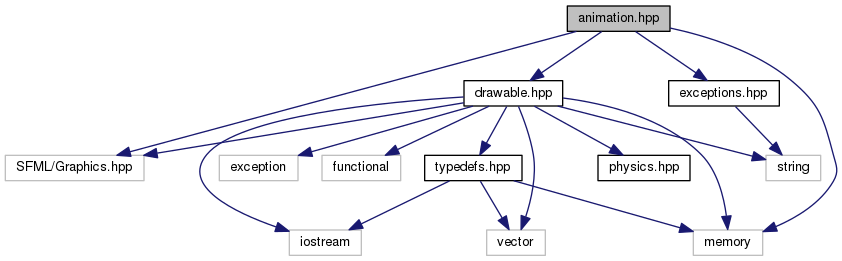 animation.hpp
drawable.hpp
exceptions.hpp
SFML/Graphics.hpp
exception
functional
typedefs.hpp
physics.hpp
string
iostream
vector
memory